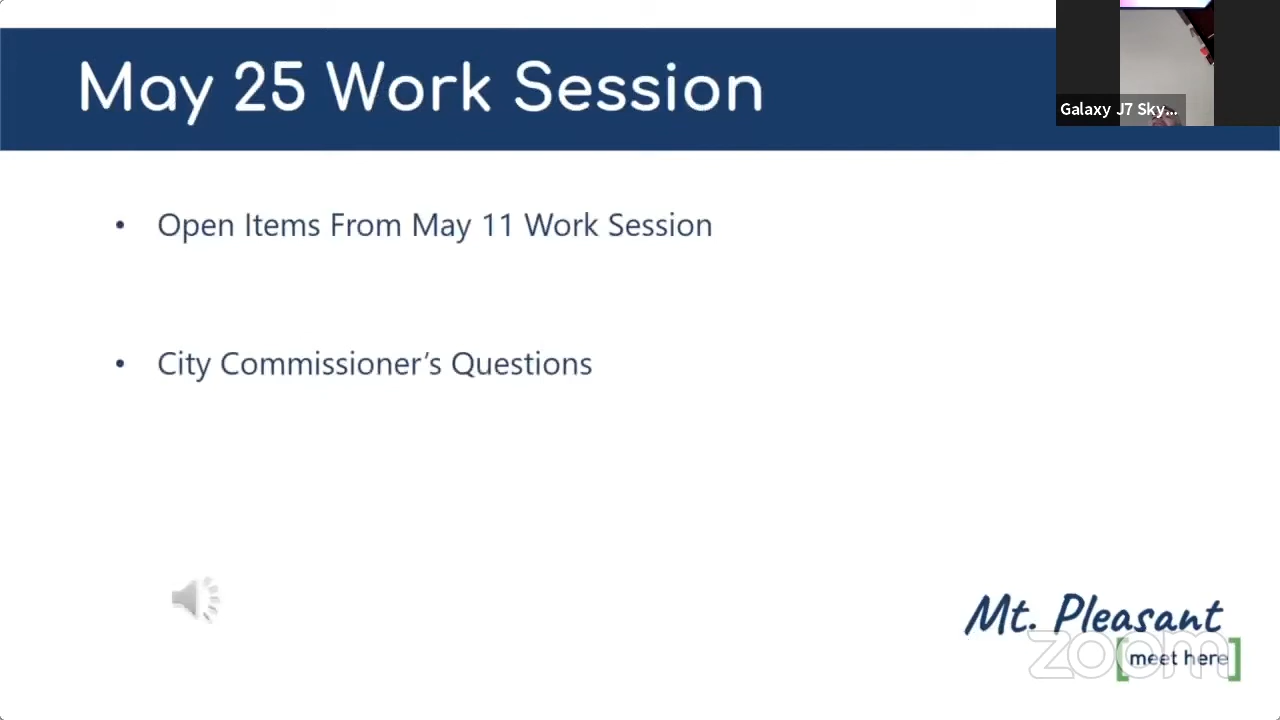 May 25 Work Session
Galaxy J7 Sky...
• Open Items From May 11 Work Session
• City Commissioner’s Questions
Mt. Pleasant
zoom
[meet here]